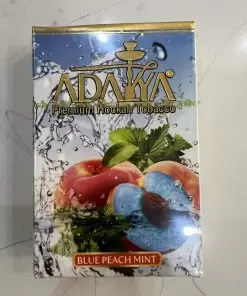 ADALYA®
Premium Hookah Tobacco
BLUE PEACH MINT